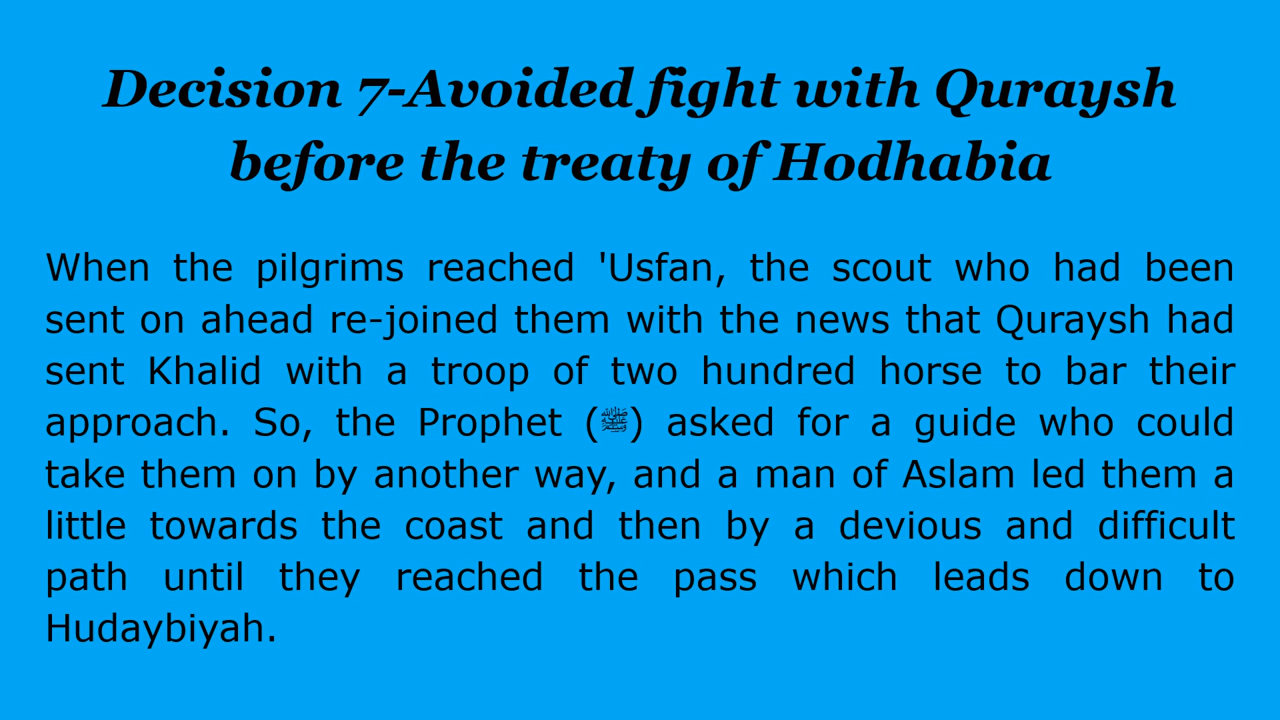 Decision 7-Avoided fight with Quraysh
before the treaty of Hodhabia
When the pilgrims reached 'Usfan, the scout who had been
sent on ahead re-joined them with the news that Quraysh had
sent Khalid with a troop of two hundred horse to bar their
approach. So, the Prophet (ﷺ) asked for a guide who could
take them on by another way, and a man of Aslam led them a
little towards the coast and then by a devious and difficult
path until they reached the pass which leads down to
Hudaybiyah.